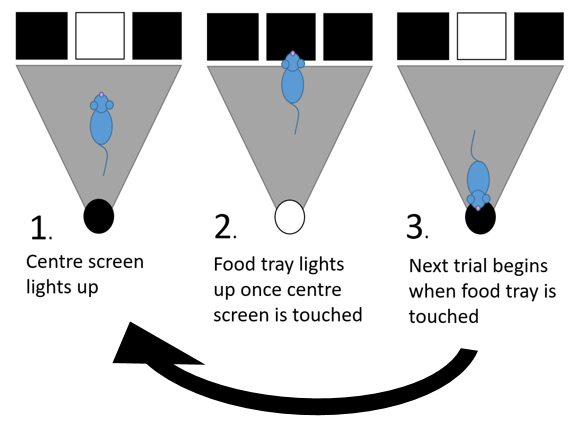 1.
Centre screen
lights up
2.
Food tray lights
up once centre
screen is touched
3.
Next trial begins
when food tray is
touched